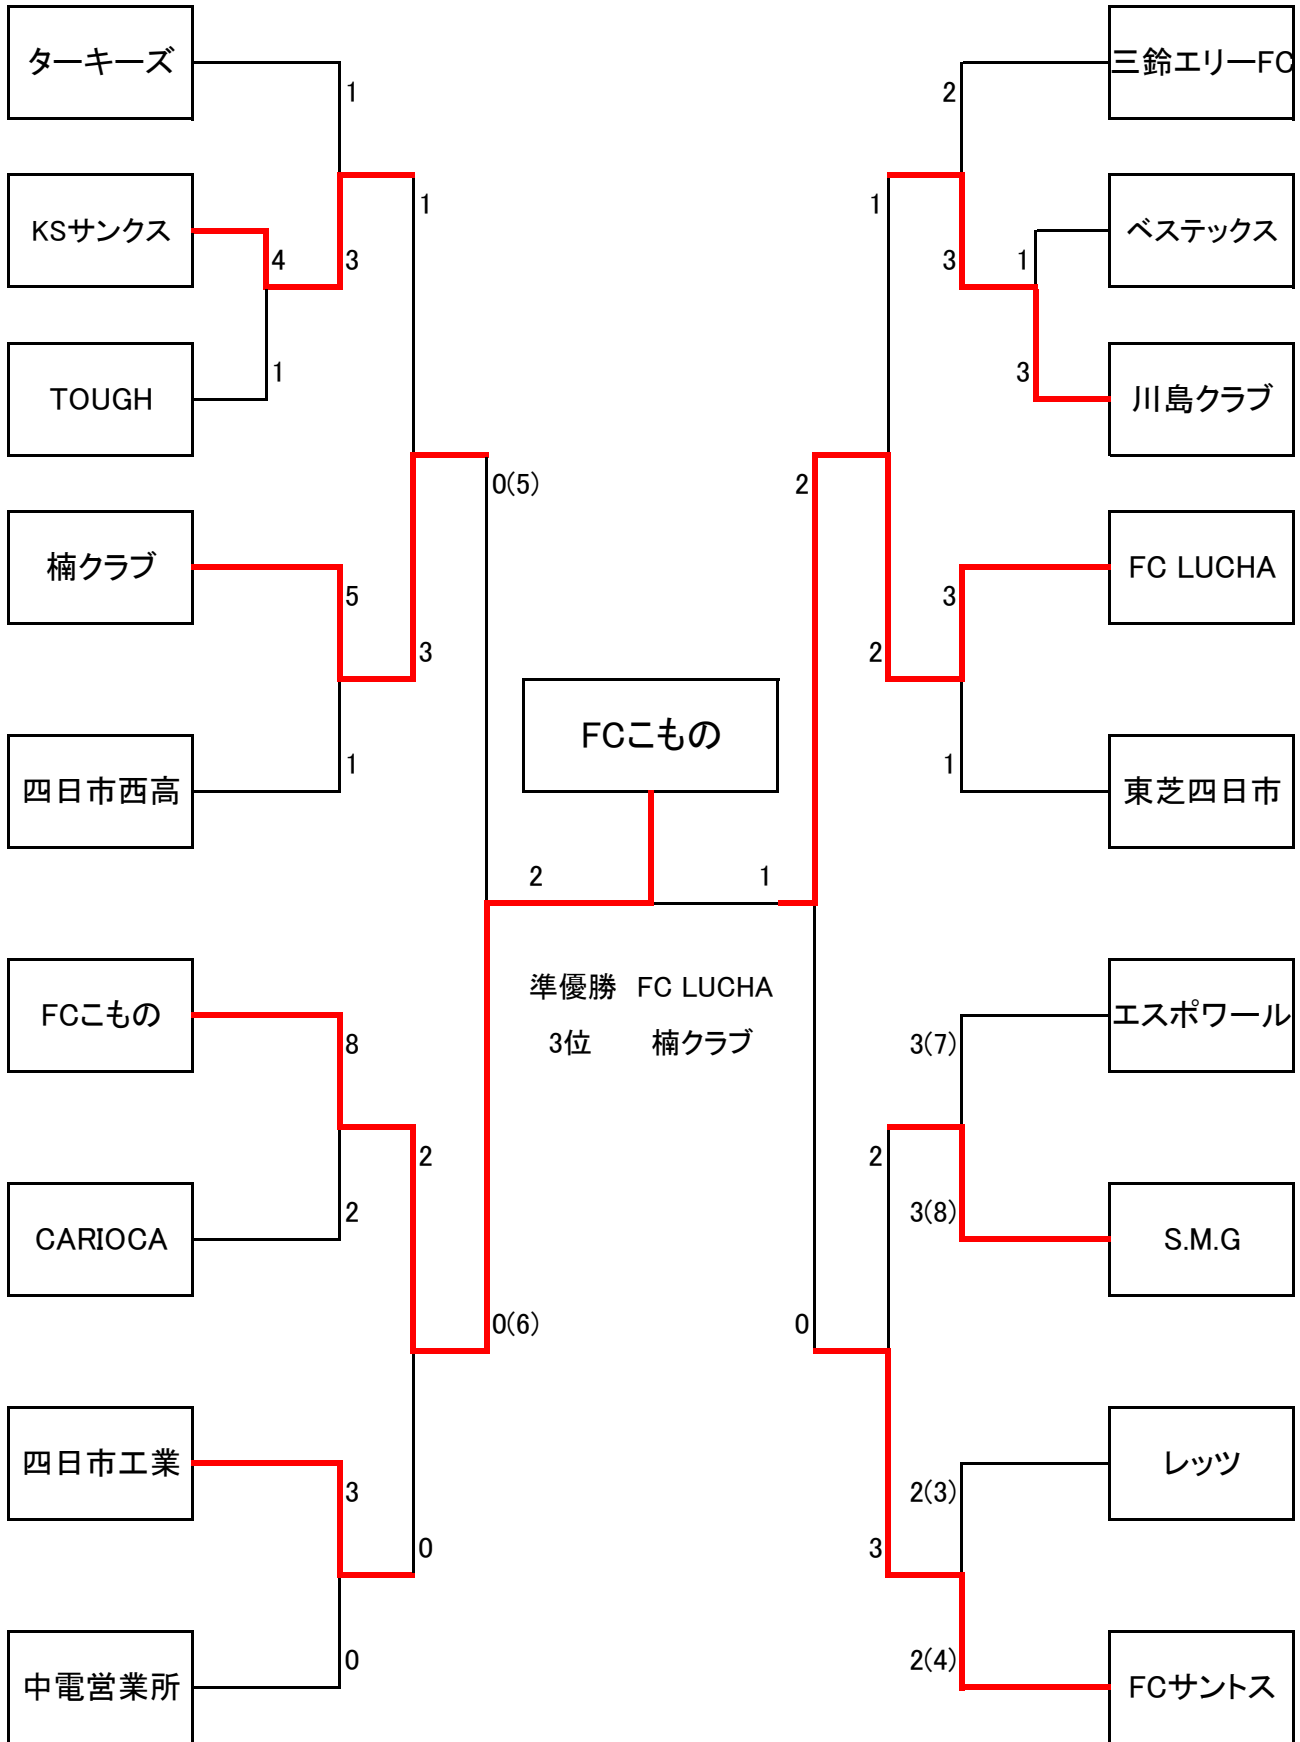 ターキーズ
1
KSサンクス
4
3
1
TOUGH
1
楠クラブ
5
3
四日市西高
1
0(5)
FCこもの
8
2
CARIOCA
2
0(6)
四日市工業
3
0
中電営業所
0
FCこもの
2
1
準優勝 FC LUCHA
3位 楠クラブ
三鈴エリーFC
2
1
ベステックス
3
1
川島クラブ
3
2
FC LUCHA
3
2
東芝四日市
1
エスポワール
3(7)
2
S.M.G
3(8)
0
レッツ
2(3)
3
FCサントス
2(4)